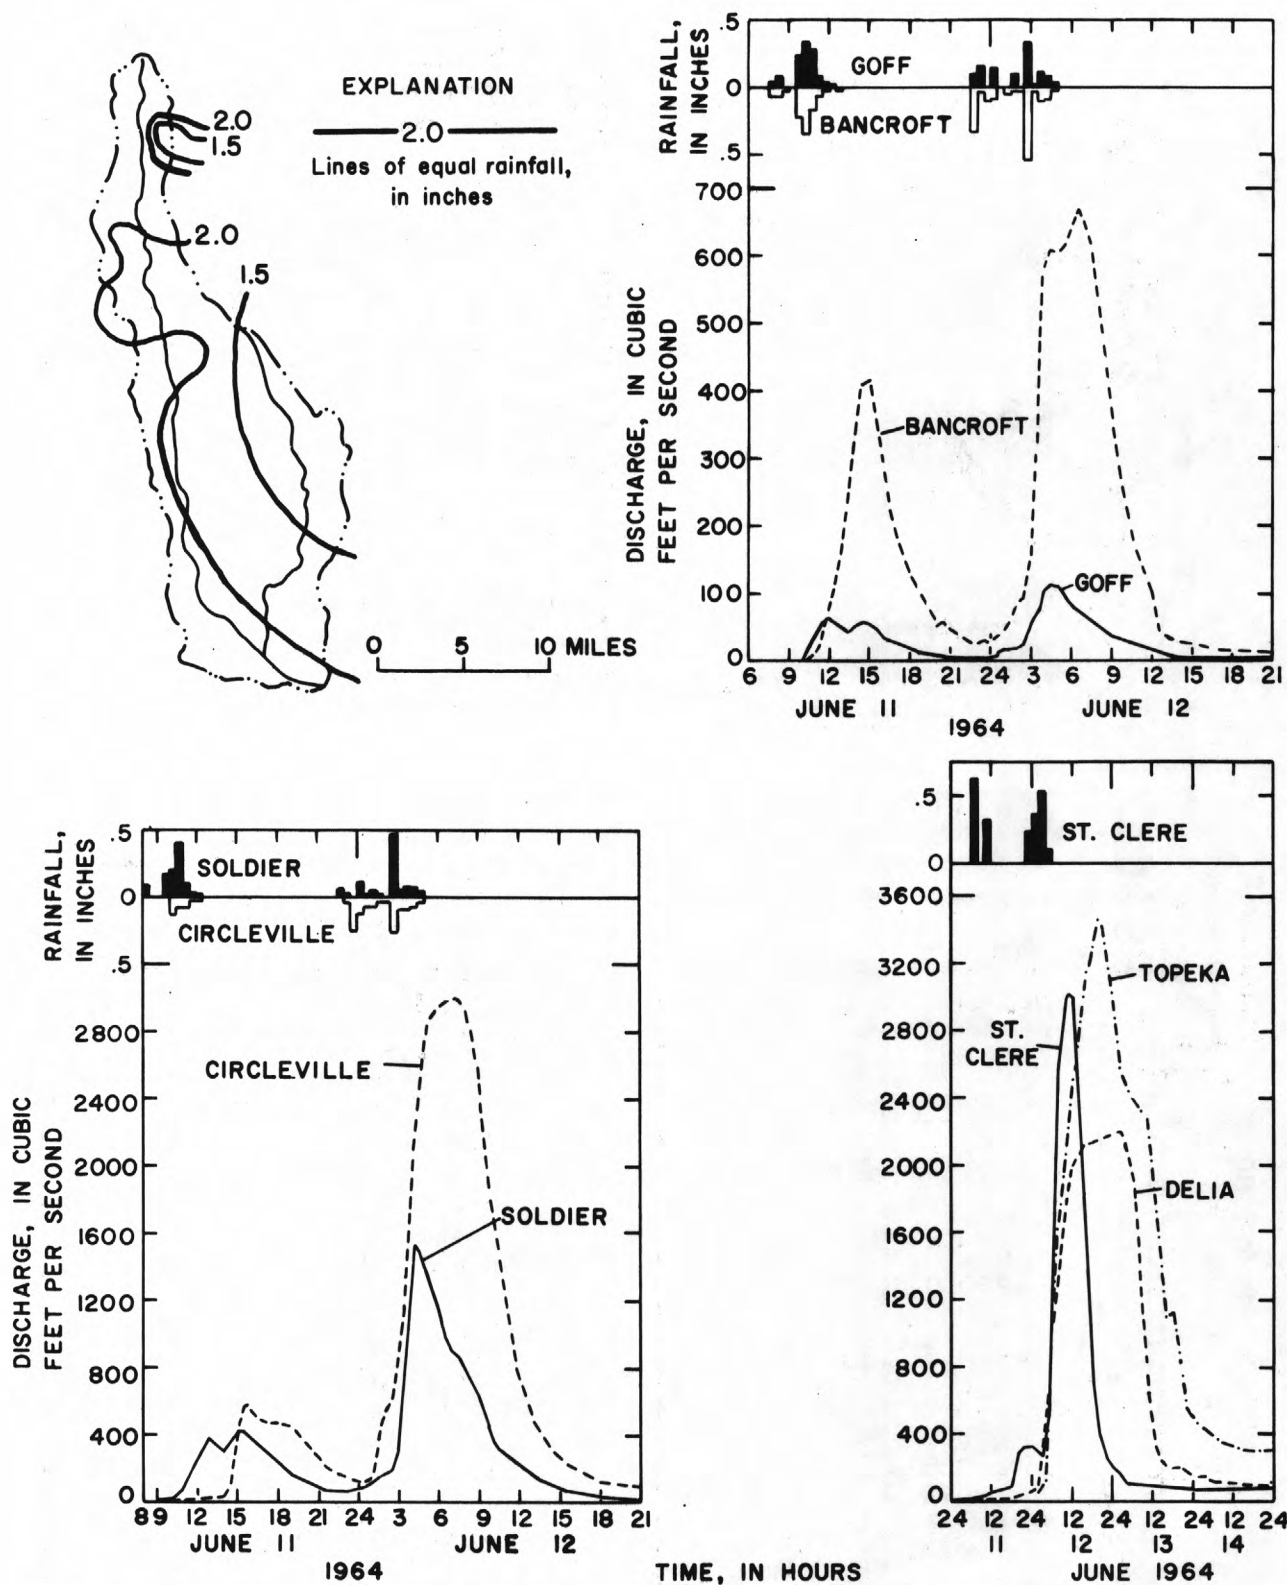 EXPLANATION
2.0
Lines of equal rainfall,
in inches
2.0
1.5
2.0
1.5
0 5 10 MILES
RAINFALL,
IN INCHES
.5
0
.5
GOFF
BANCROFT
DISCHARGE, IN CUBIC
FEET PER SECOND
700
600
500
400
300
200
100
0
BANCROFT
GOFF
6 9 12 15 18 21 24 3 6 9 12 15 18 21
JUNE 11 JUNE 12
1964
RAINFALL,
IN INCHES
.5
0
.5
SOLDIER
CIRCLEVILLE
DISCHARGE, IN CUBIC
FEET PER SECOND
2800
2400
2000
1600
1200
800
400
0
CIRCLEVILLE
SOLDIER
8 9 12 15 18 21 24 3 6 9 12 15 18 21
JUNE 11 JUNE 12
1964
.5
0
ST. CLERE
3600
3200
2800
2400
2000
1600
1200
800
400
0
TOPEKA
ST.
CLERE
DELIA
24 12 24 12 24 12 24 12 24
11 12 13 14
JUNE 1964
TIME, IN HOURS